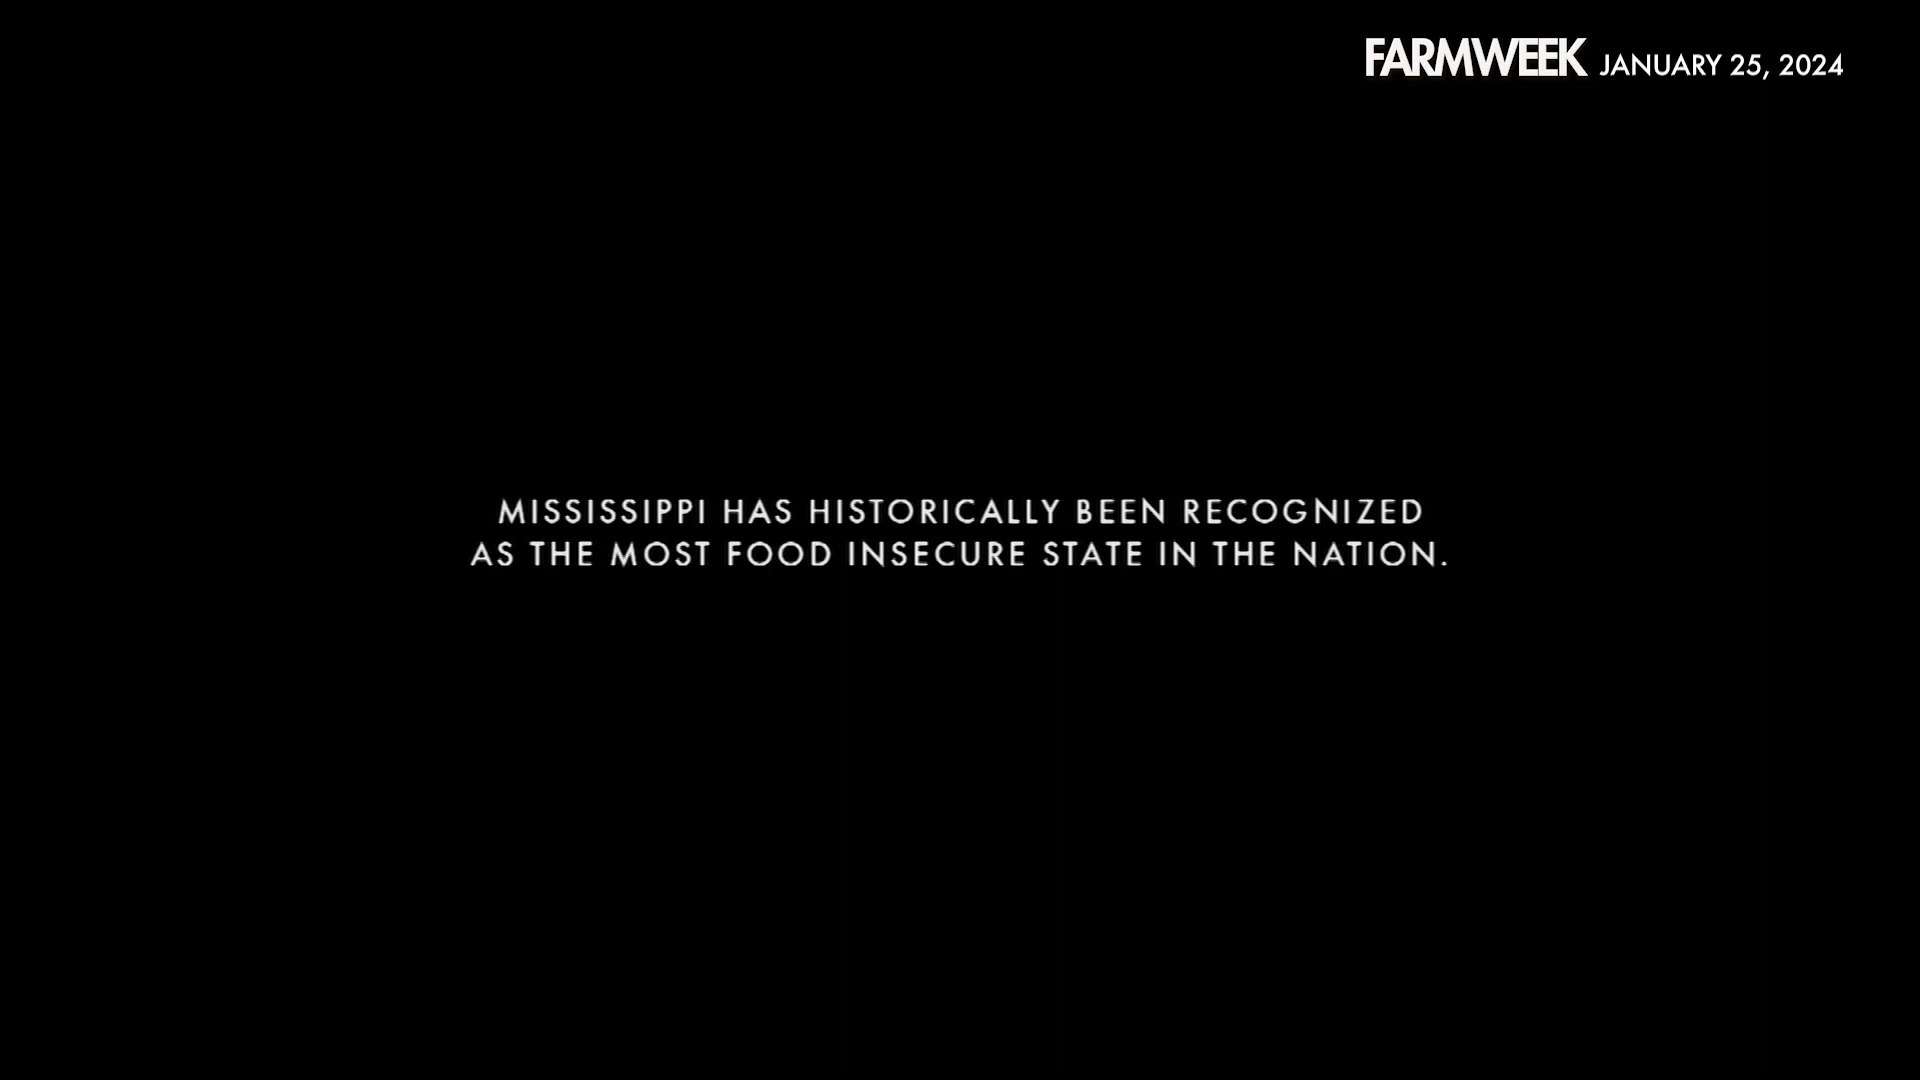 FARMWEEK JANUARY 25, 2024
MISSISSIPPI HAS HISTORICALLY BEEN RECOGNIZED
AS THE MOST FOOD INSECURE STATE IN THE NATION.